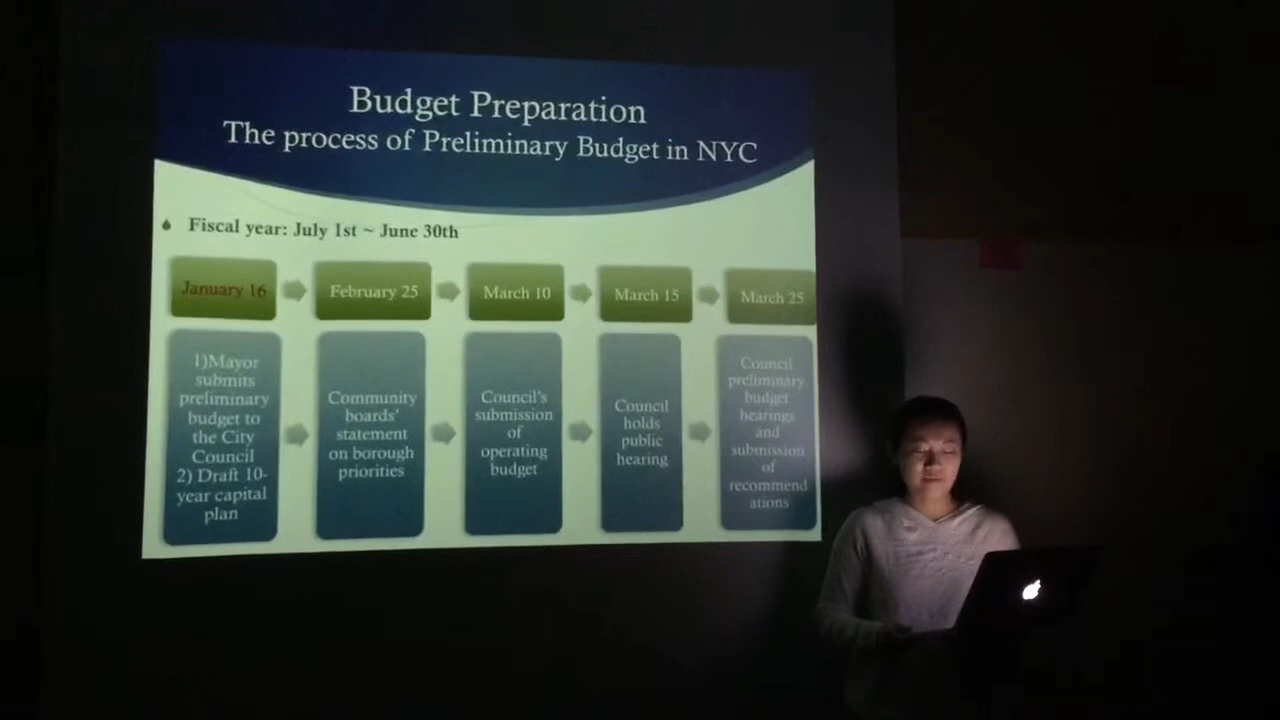 Budget Preparation
The process of Preliminary Budget in NYC
Fiscal year: July 1st ~ June 30th
January 16
February 25
March 10
March 15
March 25
1)Mayor
submits
preliminary
budget to
the City
Council
2) Draft 10-
year capital
plan
Community
boards'
statement
on borough
priorities
Council's
submission
of
operating
budget
Council
holds
public
hearing
Council
preliminary
budget
hearings
and
submission
of
recommend
ations